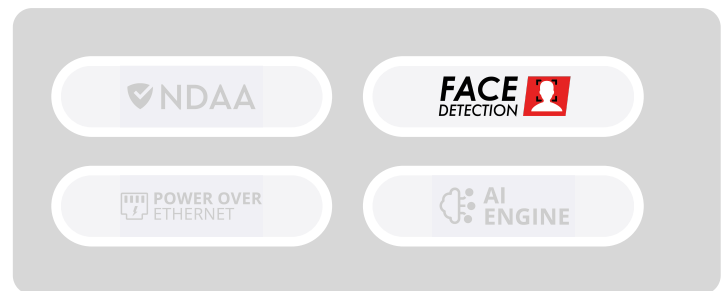 NDAA
FACE
DETECTION
POWER OVER
ETHERNET
AI
ENGINE